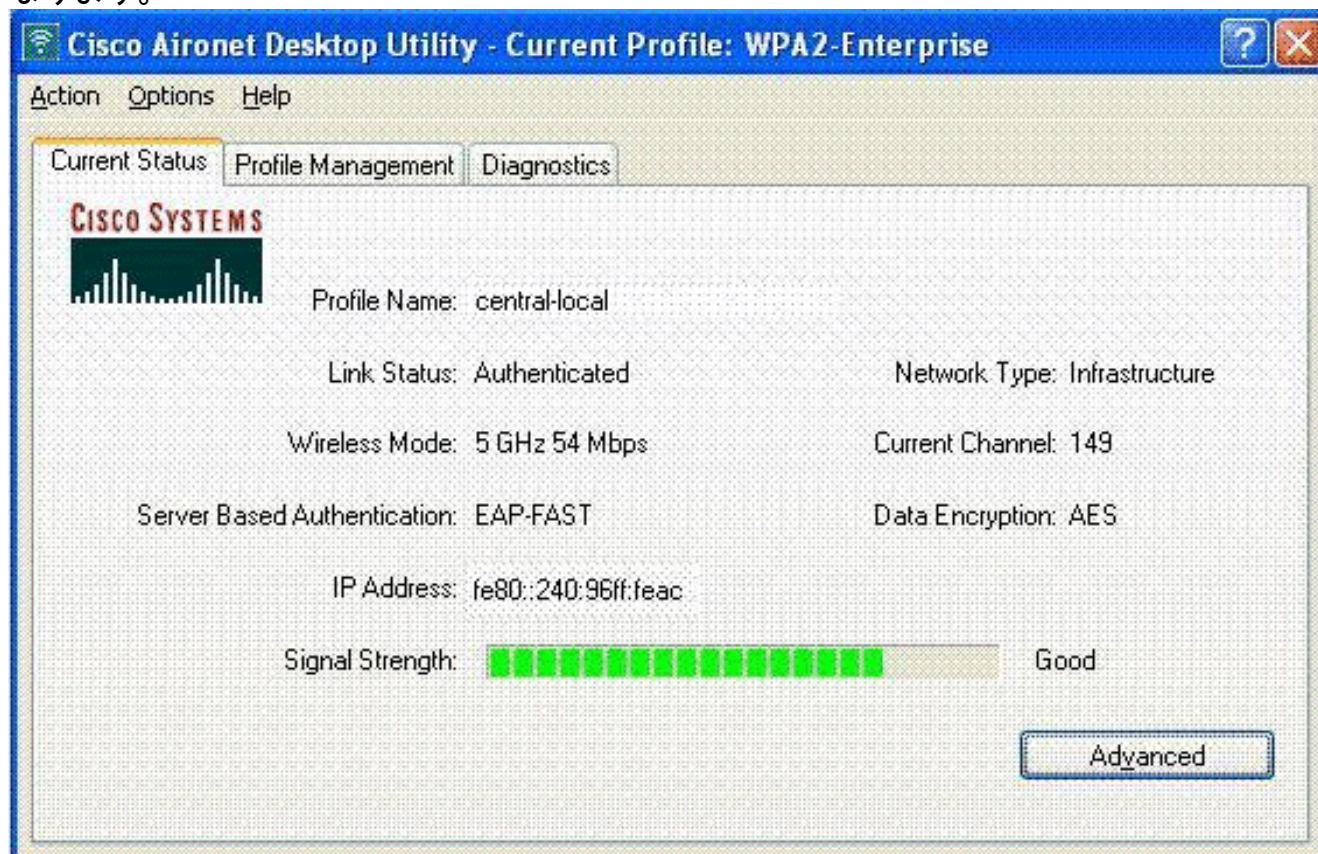 Cisco Aironet Desktop Utility - Current Profile: WPA2-Enterprise
Action Options Help
Current Status Profile Management Diagnostics
CISCO SYSTEMS
Profile Name: central-local
Link Status: Authenticated Network Type: Infrastructure
Wireless Mode: 5 GHz 54 Mbps Current Channel: 149
Server Based Authentication: EAP-FAST Data Encryption: AES
IP Address: fe80::240:96ff:feac
Signal Strength: Good
Advanced